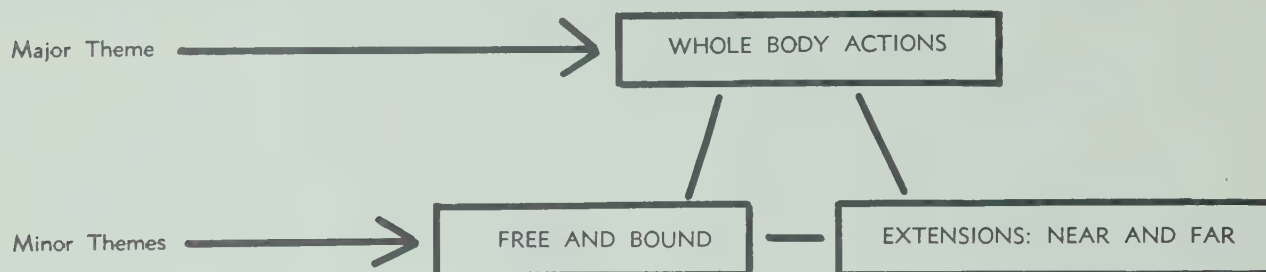 Major Theme
WHOLE BODY ACTIONS
Minor Themes
FREE AND BOUND
EXTENSIONS: NEAR AND FAR